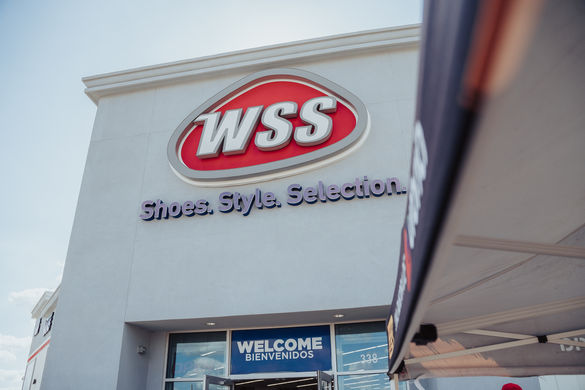 WSS
Shoes. Style. Selection.
WELCOME
BIENVENIDOS
338